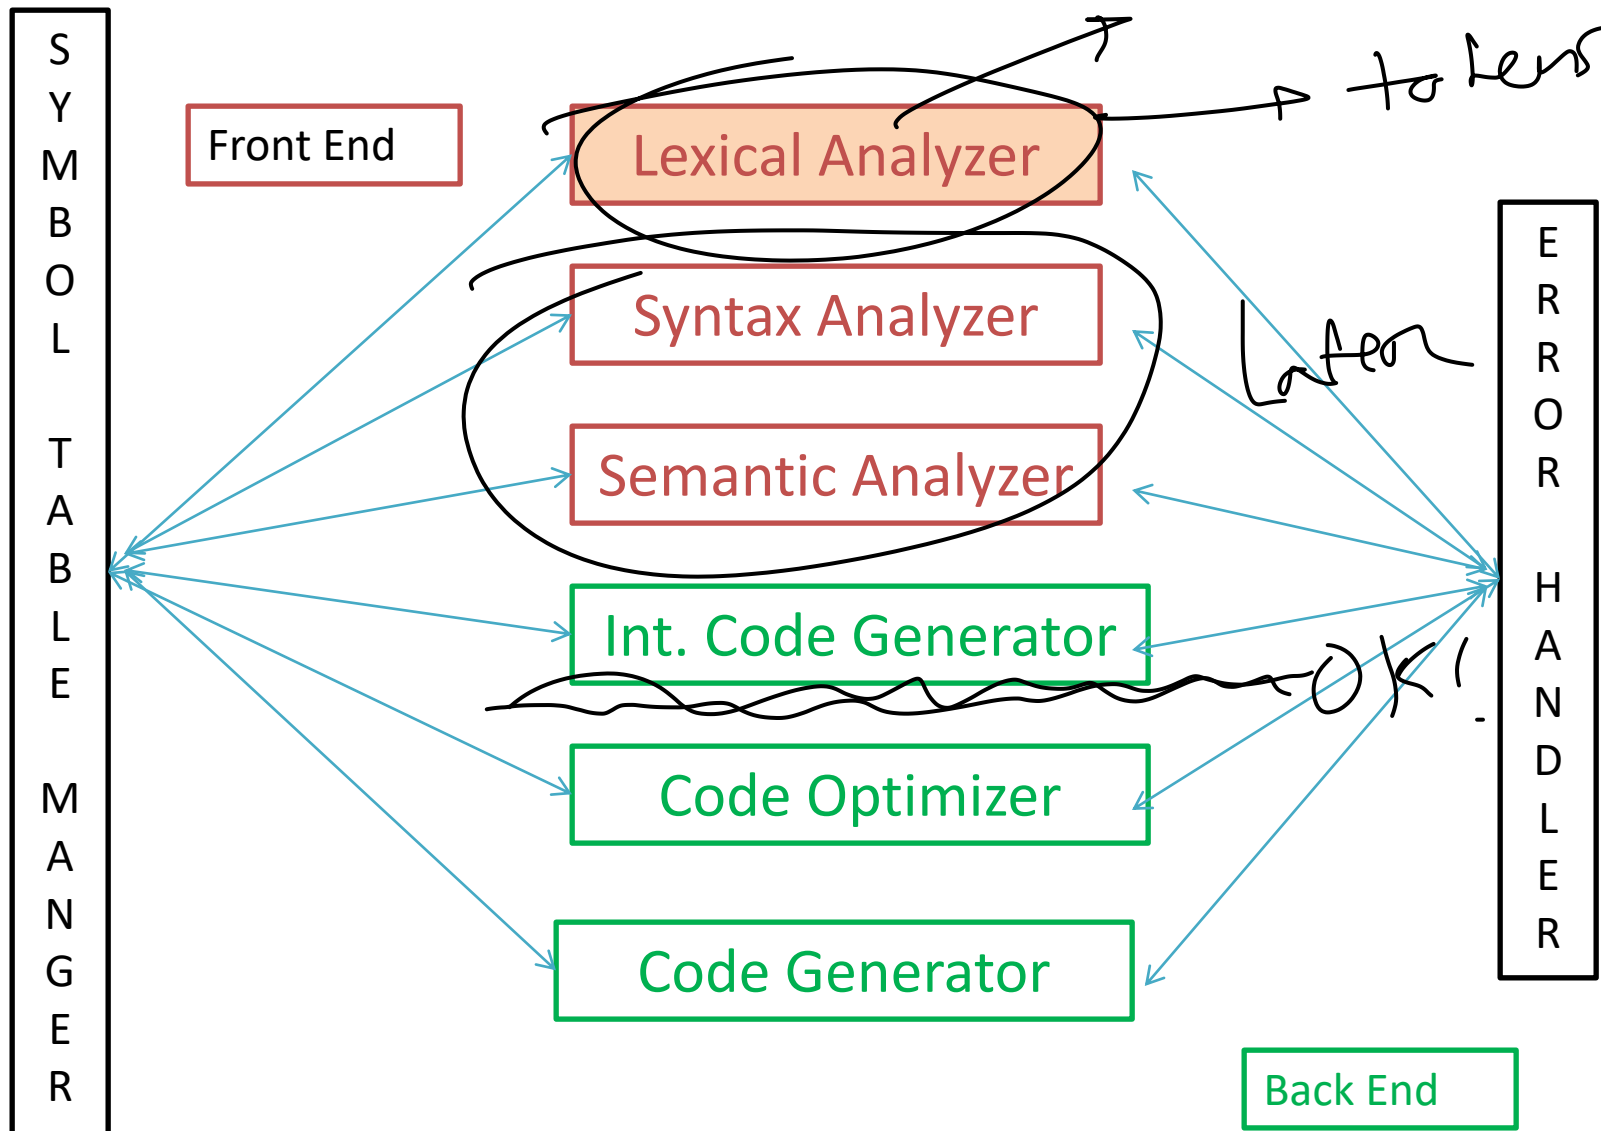 SYMBOL TABLE MANGER
Front End
Lexical Analyzer
tokens
Syntax Analyzer
Later
Semantic Analyzer
Int. Code Generator
OK!
Code Optimizer
Code Generator
ERROR HANDLER
Back End